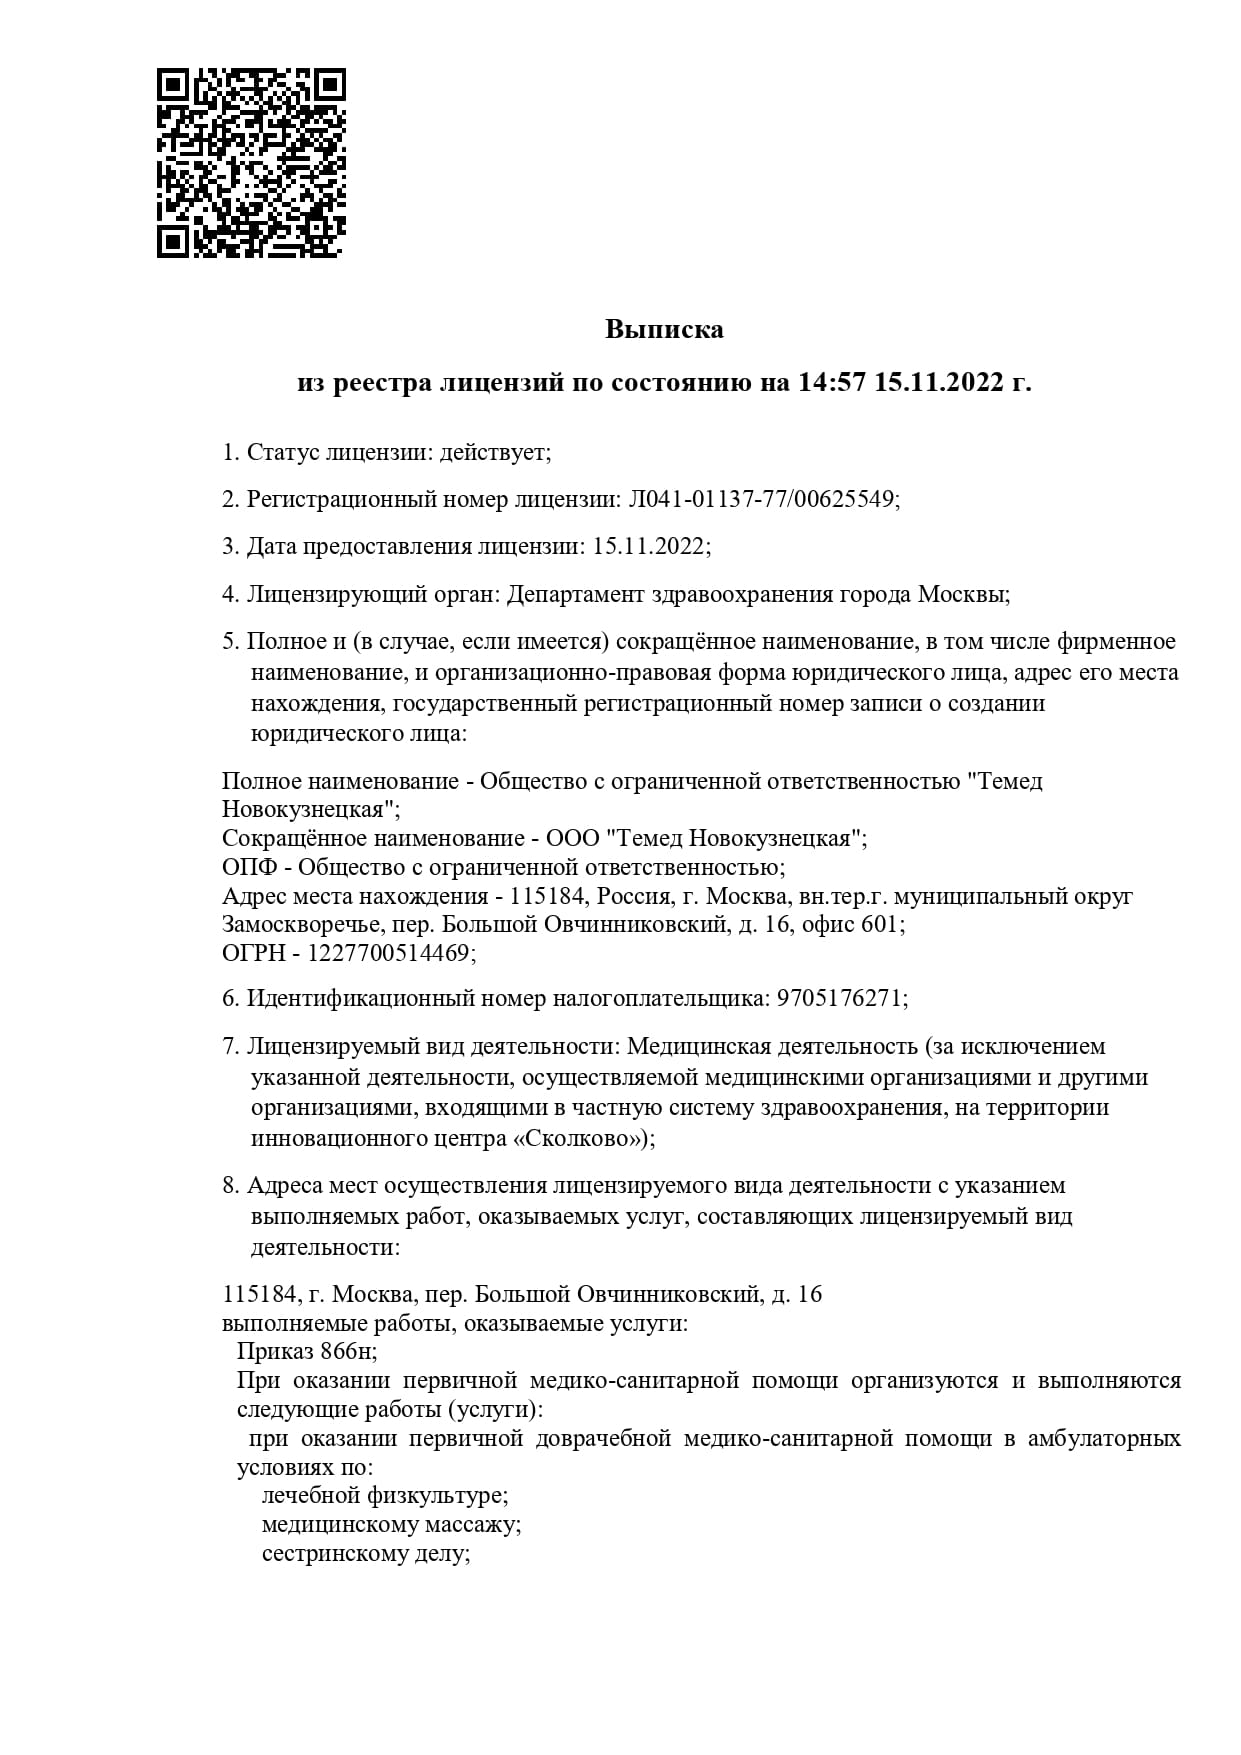 Выписка
из реестра лицензий по состоянию на 14:57 15.11.2022 г.
1. Статус лицензии: действует;
2. Регистрационный номер лицензии: Л041-01137-77/00625549;
3. Дата предоставления лицензии: 15.11.2022;
4. Лицензирующий орган: Департамент здравоохранения города Москвы;
5. Полное и (в случае, если имеется) сокращённое наименование, в том числе фирменное
наименование, и организационно-правовая форма юридического лица, адрес его места
нахождения, государственный регистрационный номер записи о создании
юридического лица:
Полное наименование - Общество с ограниченной ответственностью "Темед
Новокузнецкая";
Сокращённое наименование - ООО "Темед Новокузнецкая";
ОПФ - Общество с ограниченной ответственностью;
Адрес места нахождения - 115184, Россия, г. Москва, вн.тер.г. муниципальный округ
Замоскворечье, пер. Большой Овчинниковский, д. 16, офис 601;
ОГРН - 1227700514469;
6. Идентификационный номер налогоплательщика: 9705176271;
7. Лицензируемый вид деятельности: Медицинская деятельность (за исключением
указанной деятельности, осуществляемой медицинскими организациями и другими
организациями, входящими в частную систему здравоохранения, на территории
инновационного центра «Сколково»);
8. Адреса мест осуществления лицензируемого вида деятельности с указанием
выполняемых работ, оказываемых услуг, составляющих лицензируемый вид
деятельности:
115184, г. Москва, пер. Большой Овчинниковский, д. 16
выполняемые работы, оказываемые услуги:
Приказ 866н;
При оказании первичной медико-санитарной помощи организуются и выполняются
следующие работы (услуги):
при оказании первичной доврачебной медико-санитарной помощи в амбулаторных
условиях по:
лечебной физкультуре;
медицинскому массажу;
сестринскому делу;